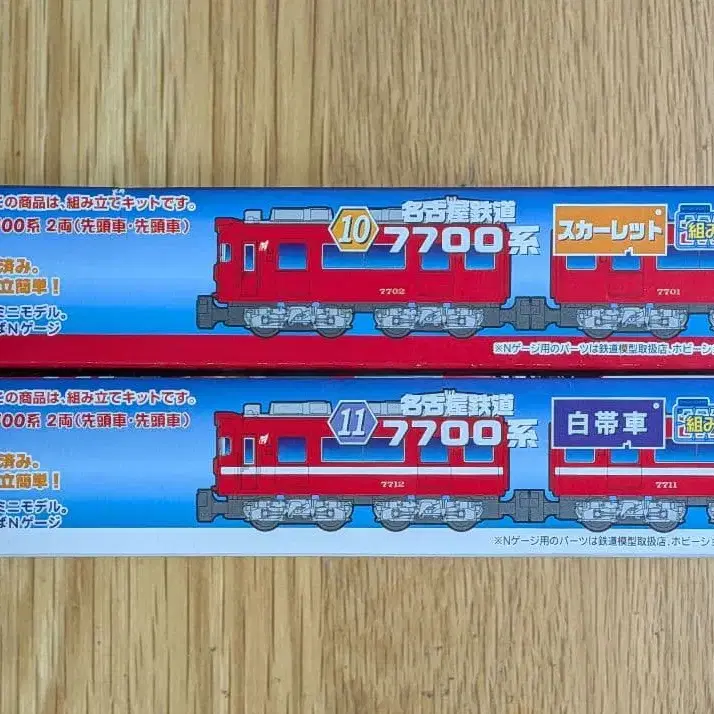 の商品は、組み立てキットです。
00系 2両(先頭車・先頭車)
済み。
立簡単!
ミニモデル。
ばNゲージ
10
名古屋鉄道
7700系
スカーレット
組み
7702
7701
※Nゲージ用のパーツは鉄道模型取扱店、ホビーショ
の商品は、組み立てキットです。
00系 2両(先頭車・先頭車)
済み。
立簡単!
ミニモデル。
ばNゲージ
11
名古屋鉄道
7700系
白帯車
組み
7712
7711
※Nゲージ用のパーツは鉄道模型取扱店、ホビーショ